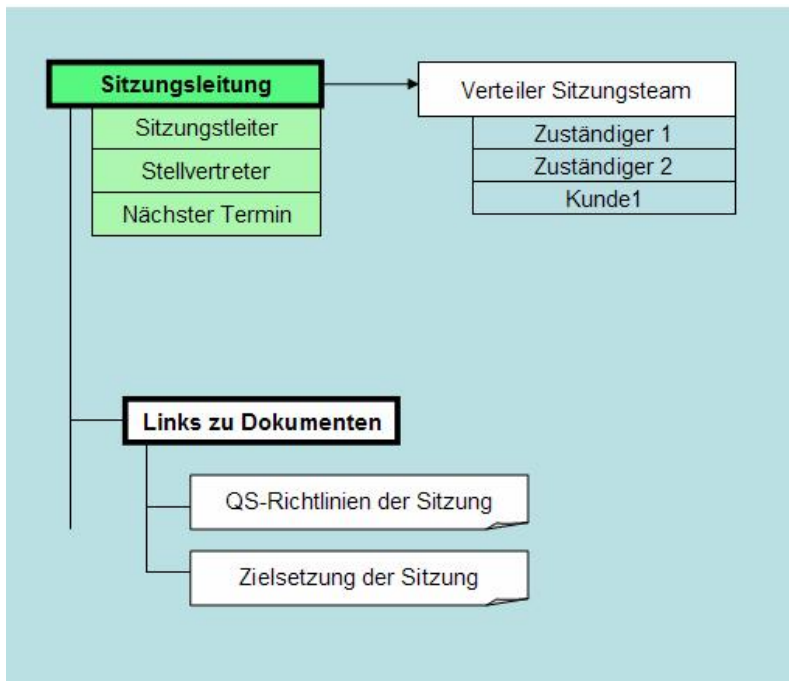 Sitzungsleitung
Sitzungstleiter
Stellvertreter
Nächster Termin
Verteiler Sitzungsteam
Zuständiger 1
Zuständiger 2
Kunde1
Links zu Dokumenten
QS-Richtlinien der Sitzung
Zielsetzung der Sitzung